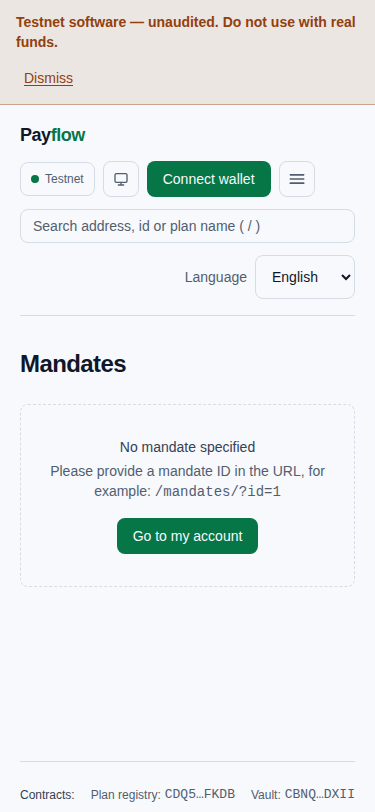 Testnet software — unaudited. Do not use with real
funds.
Dismiss
Payflow
Testnet
Connect wallet
Search address, id or plan name ( / )
Language
English
Mandates
No mandate specified
Please provide a mandate ID in the URL, for
example: /mandates/?id=1
Go to my account
Contracts: Plan registry: CDQ5…FKDB Vault: CBNQ…DXII